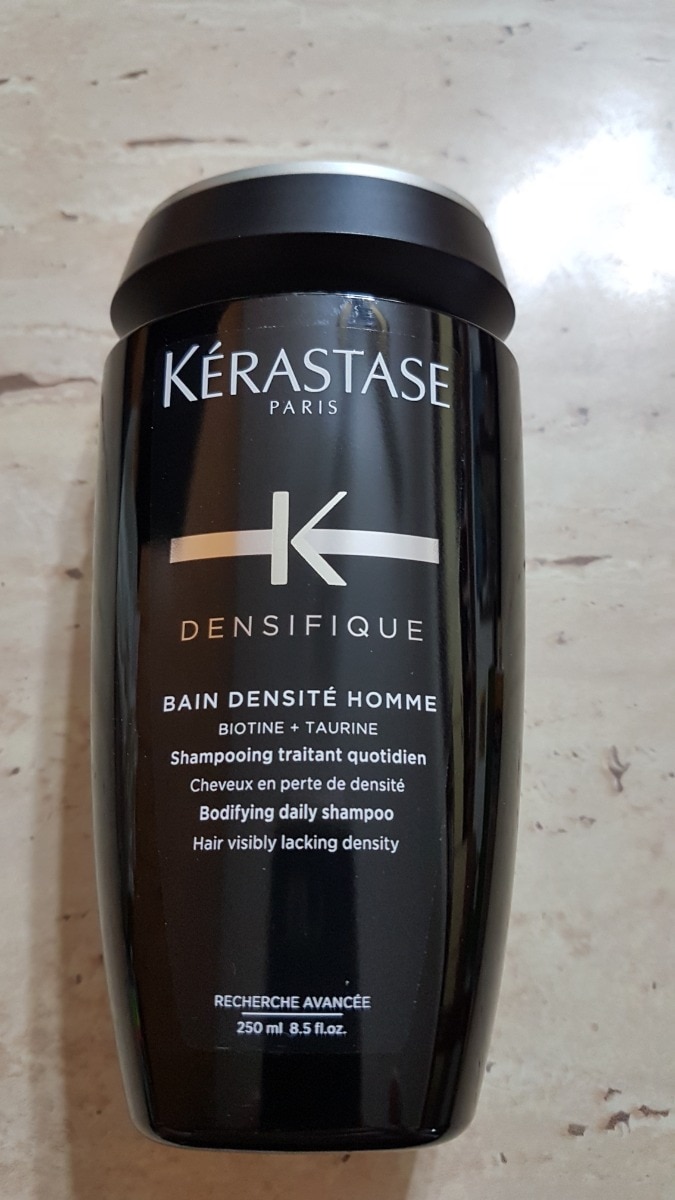 KÉRASTASE
PARIS
K
DENSIFIQUE
BAIN DENSITÉ HOMME
BIOTINE + TAURINE
Shampooing traitant quotidien
Cheveux en perte de densité
Bodifying daily shampoo
Hair visibly lacking density
RECHERCHE AVANCÉE
250 ml 8.5 fl.oz.